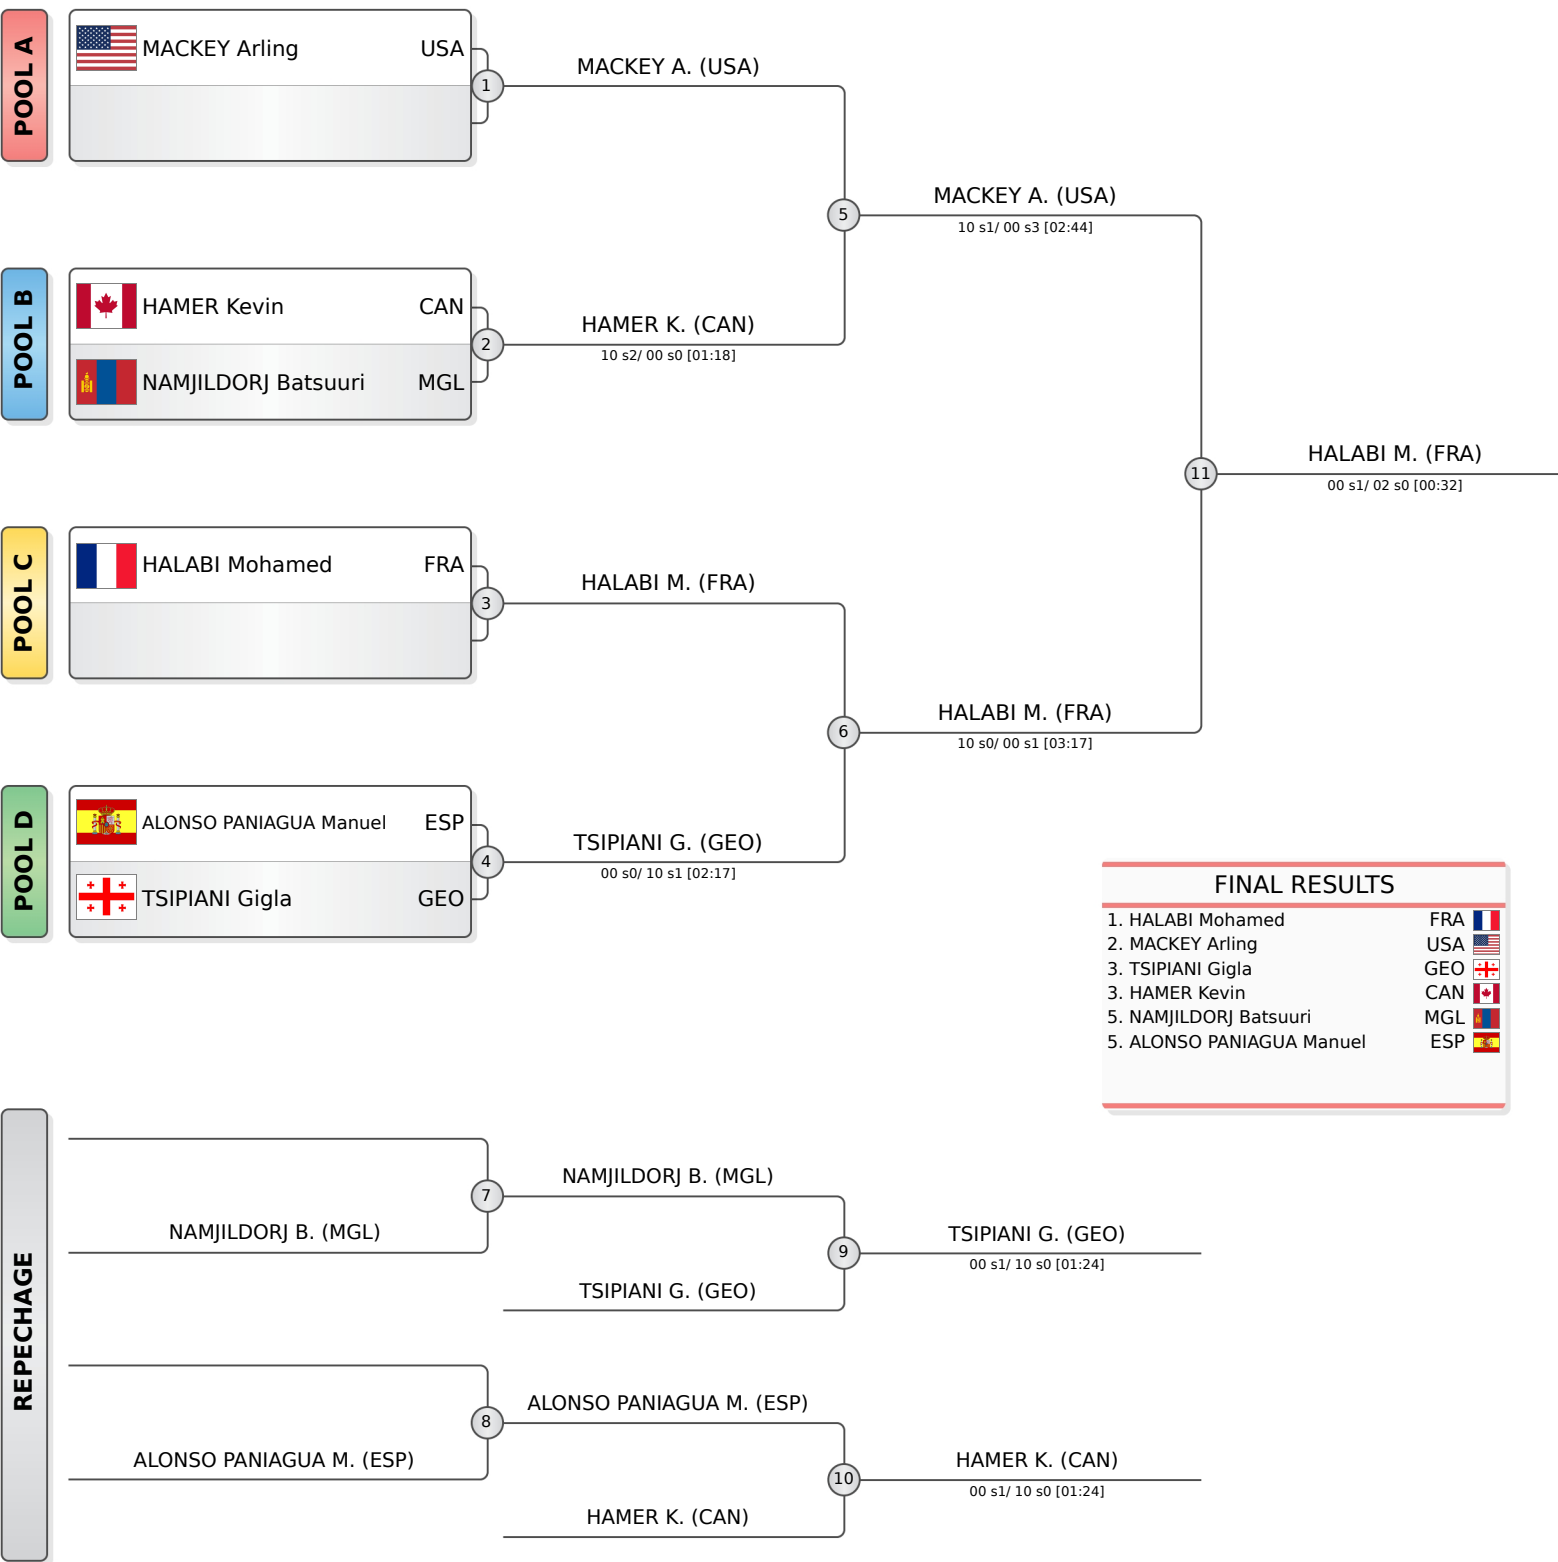 POOL A
MACKEY Arling USA
1
MACKEY A. (USA)
5
MACKEY A. (USA)
10 s1/ 00 s3 [02:44]
POOL B
HAMER Kevin CAN
NAMJILDORJ Batsuuri MGL
2
HAMER K. (CAN)
10 s2/ 00 s0 [01:18]
11
HALABI M. (FRA)
00 s1/ 02 s0 [00:32]
POOL C
HALABI Mohamed FRA
3
HALABI M. (FRA)
6
HALABI M. (FRA)
10 s0/ 00 s1 [03:17]
POOL D
ALONSO PANIAGUA Manuel ESP
TSIPIANI Gigla GEO
4
TSIPIANI G. (GEO)
00 s0/ 10 s1 [02:17]
FINAL RESULTS
1. HALABI Mohamed FRA
2. MACKEY Arling USA
3. TSIPIANI Gigla GEO
3. HAMER Kevin CAN
5. NAMJILDORJ Batsuuri MGL
5. ALONSO PANIAGUA Manuel ESP
REPECHAGE
NAMJILDORJ B. (MGL)
7
NAMJILDORJ B. (MGL)
TSIPIANI G. (GEO)
9
TSIPIANI G. (GEO)
00 s1/ 10 s0 [01:24]
ALONSO PANIAGUA M. (ESP)
8
ALONSO PANIAGUA M. (ESP)
HAMER K. (CAN)
10
HAMER K. (CAN)
00 s1/ 10 s0 [01:24]